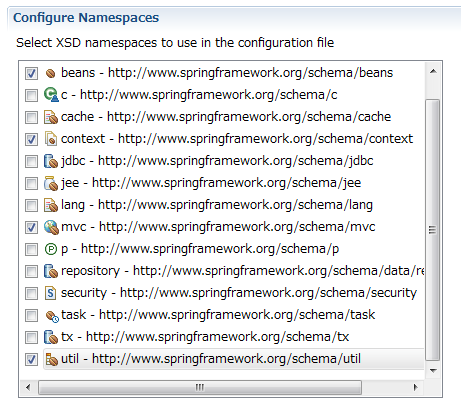 Configure Namespaces
Select XSD namespaces to use in the configuration file
beans - http://www.springframework.org/schema/beans
c - http://www.springframework.org/schema/c
cache - http://www.springframework.org/schema/cache
context - http://www.springframework.org/schema/context
jdbc - http://www.springframework.org/schema/jdbc
jee - http://www.springframework.org/schema/jee
lang - http://www.springframework.org/schema/lang
mvc - http://www.springframework.org/schema/mvc
p - http://www.springframework.org/schema/p
repository - http://www.springframework.org/schema/data/re
security - http://www.springframework.org/schema/security
task - http://www.springframework.org/schema/task
tx - http://www.springframework.org/schema/tx
util - http://www.springframework.org/schema/util